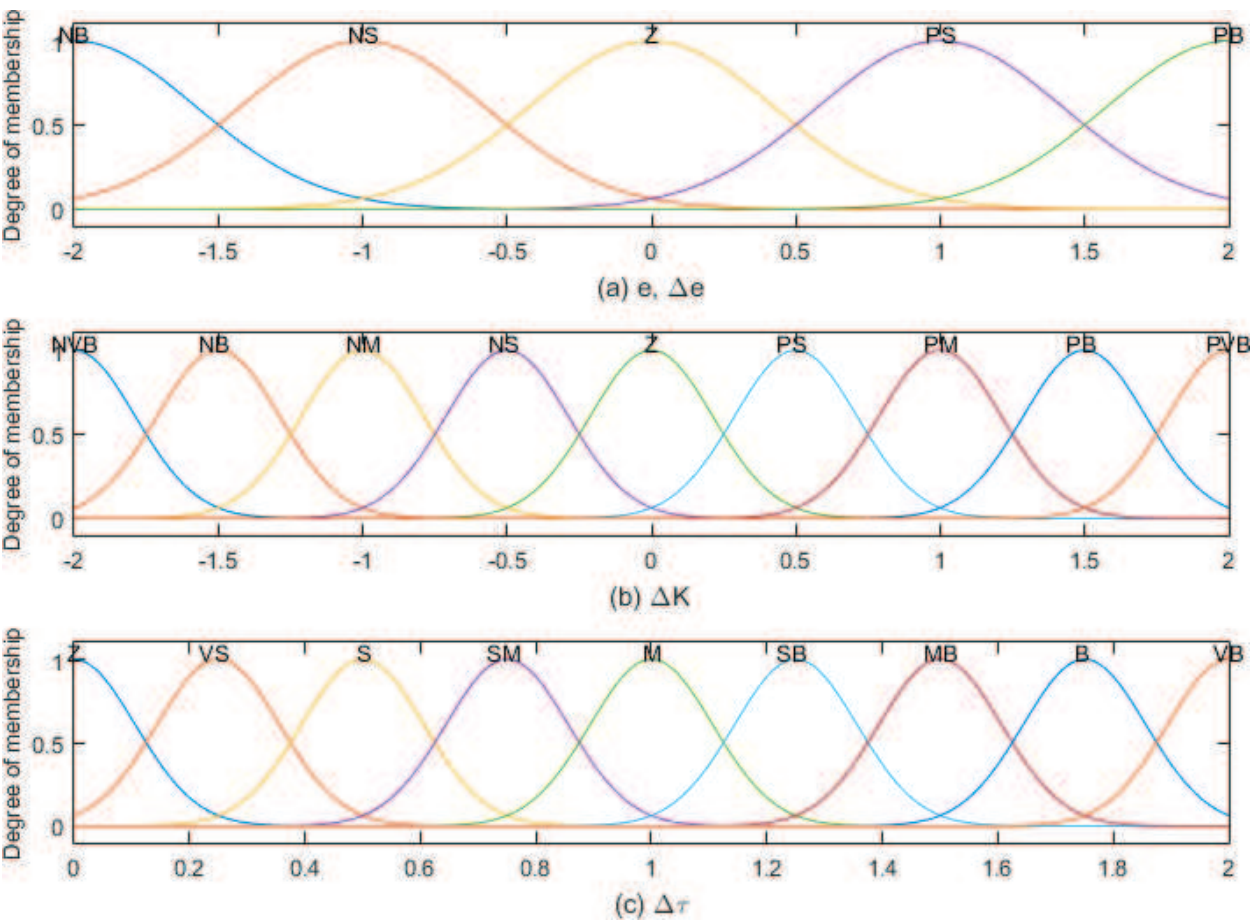 Degree of membership
NB NS Z PS PB
1
0.5
0
-2 -1.5 -1 -0.5 0 0.5 1 1.5 2
(a) e, Δe
Degree of membership
NVB NB NM NS Z PS PM PB PVB
1
0.5
0
-2 -1.5 -1 -0.5 0 0.5 1 1.5 2
(b) ΔK
Degree of membership
Z VS S SM M SB MB B VB
1
0.5
0
0 0.2 0.4 0.6 0.8 1 1.2 1.4 1.6 1.8 2
(c) Δτ